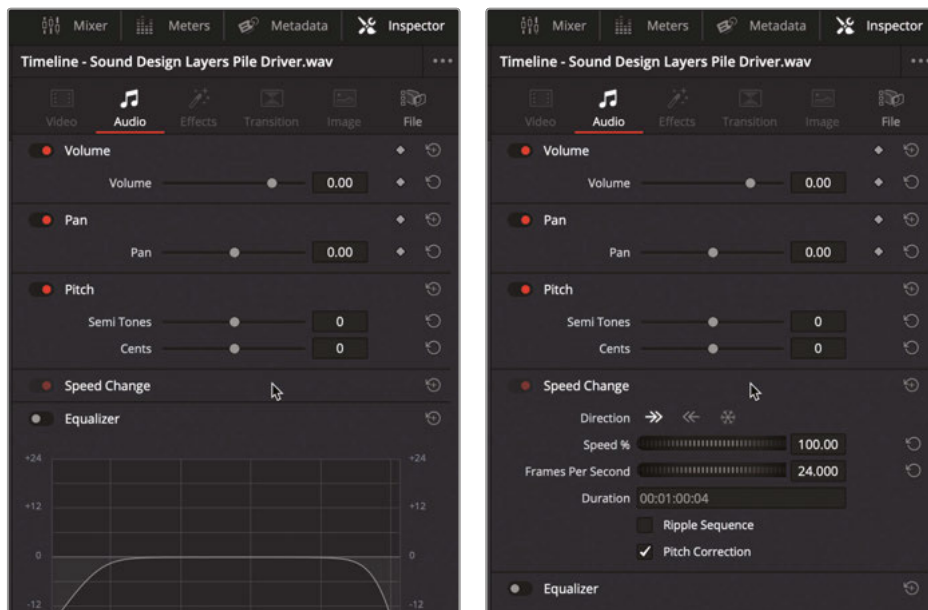 Mixer Meters Metadata Inspector
Timeline - Sound Design Layers Pile Driver.wav
Video Audio Effects Transition Image File
Volume
Volume 0.00
Pan
Pan 0.00
Pitch
Semi Tones 0
Cents 0
Speed Change
Equalizer
+24 +24
+12 +12
0 0
-12 -12
Mixer Meters Metadata Inspector
Timeline - Sound Design Layers Pile Driver.wav
Video Audio Effects Transition Image File
Volume
Volume 0.00
Pan
Pan 0.00
Pitch
Semi Tones 0
Cents 0
Speed Change
Direction
Speed % 100.00
Frames Per Second 24.000
Duration 00:01:00:04
Ripple Sequence
Pitch Correction
Equalizer